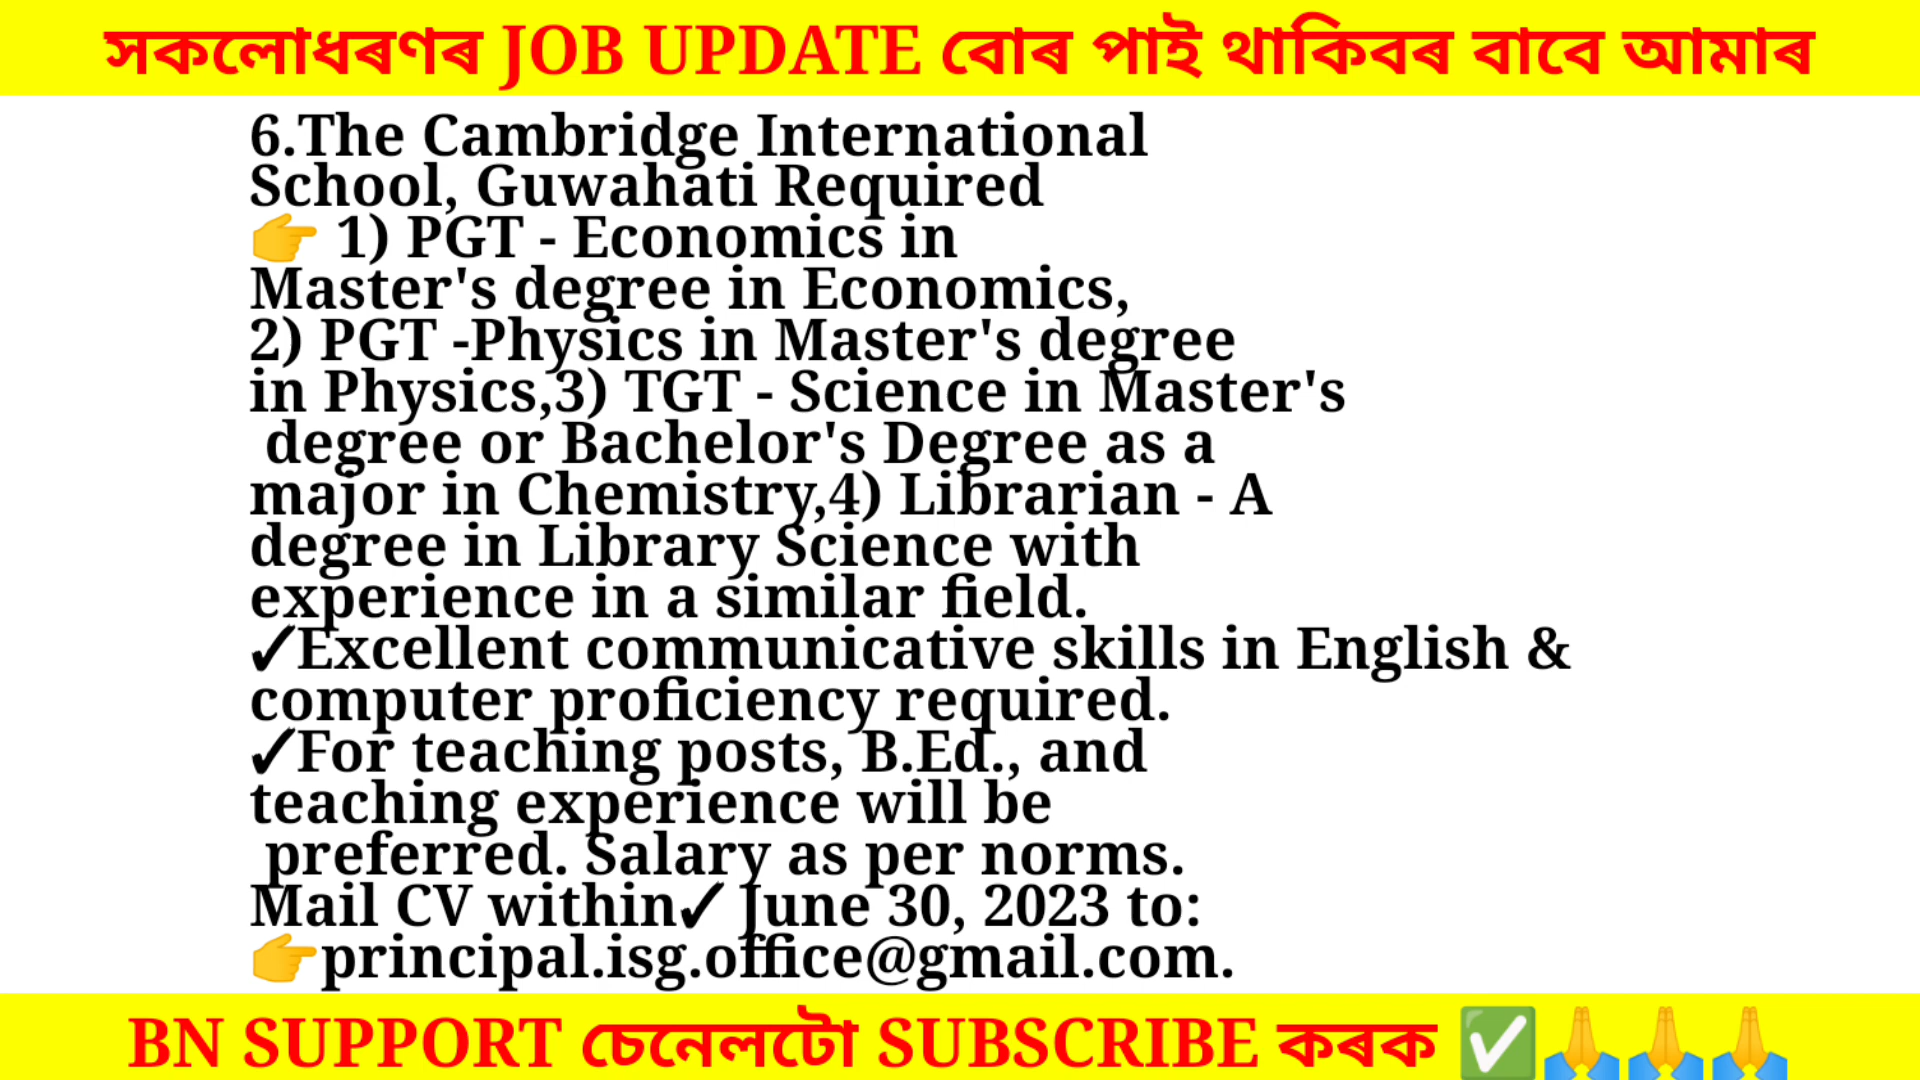 সকলোধৰণৰ JOB UPDATE বোৰ পাই থাকিবৰ বাবে আমাৰ
6.The Cambridge International
School, Guwahati Required
👉 1) PGT - Economics in
Master's degree in Economics,
2) PGT -Physics in Master's degree
in Physics,3) TGT - Science in Master's
degree or Bachelor's Degree as a
major in Chemistry,4) Librarian - A
degree in Library Science with
experience in a similar field.
✓Excellent communicative skills in English &
computer proficiency required.
✓For teaching posts, B.Ed., and
teaching experience will be
preferred. Salary as per norms.
Mail CV within✓ June 30, 2023 to:
👉principal.isg.office@gmail.com.
BN SUPPORT চেনেলটো SUBSCRIBE কৰক ✅🙏🙏🙏